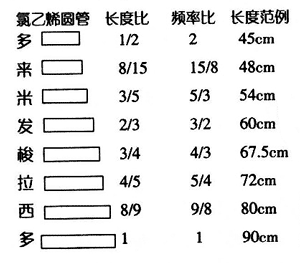 氯乙烯圆管 长度比 频率比 长度范例
多 1/2 2 45cm
来 8/15 15/8 48cm
米 3/5 5/3 54cm
发 2/3 3/2 60cm
梭 3/4 4/3 67.5cm
拉 4/5 5/4 72cm
西 8/9 9/8 80cm
多 1 1 90cm